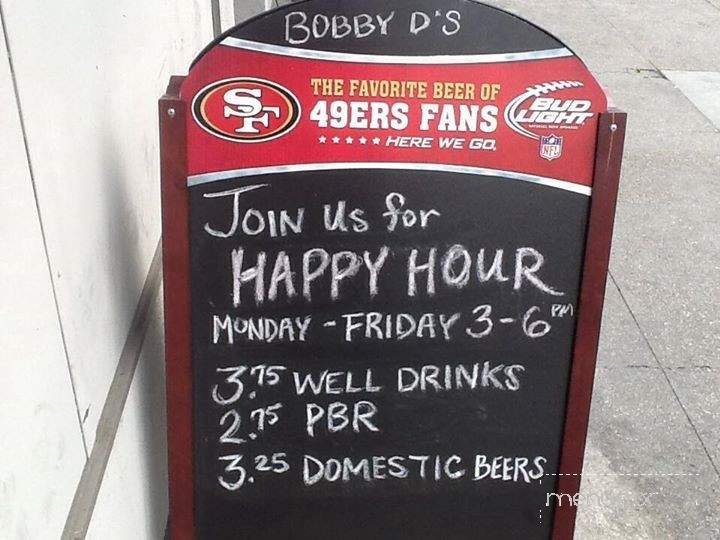 BOBBY D'S
THE FAVORITE BEER OF
49ERS FANS
HERE WE GO.
SF
BUD
LIGHT
NFL
JOIN US for
HAPPY HOUR
MONDAY - FRIDAY 3-6 PM
3.75 WELL DRINKS
2.75 PBR
3.25 DOMESTIC BEERS